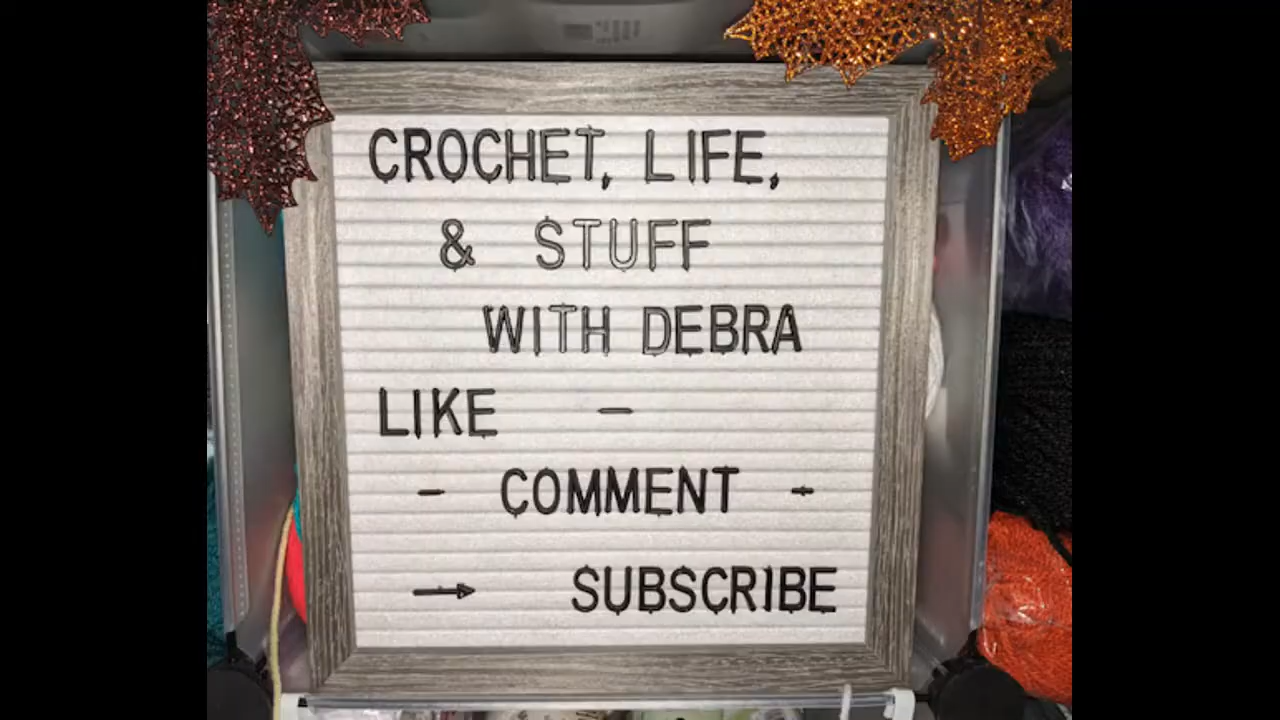 CROCHET, LIFE,
& STUFF
WITH DEBRA
LIKE -
- COMMENT -
→ SUBSCRIBE